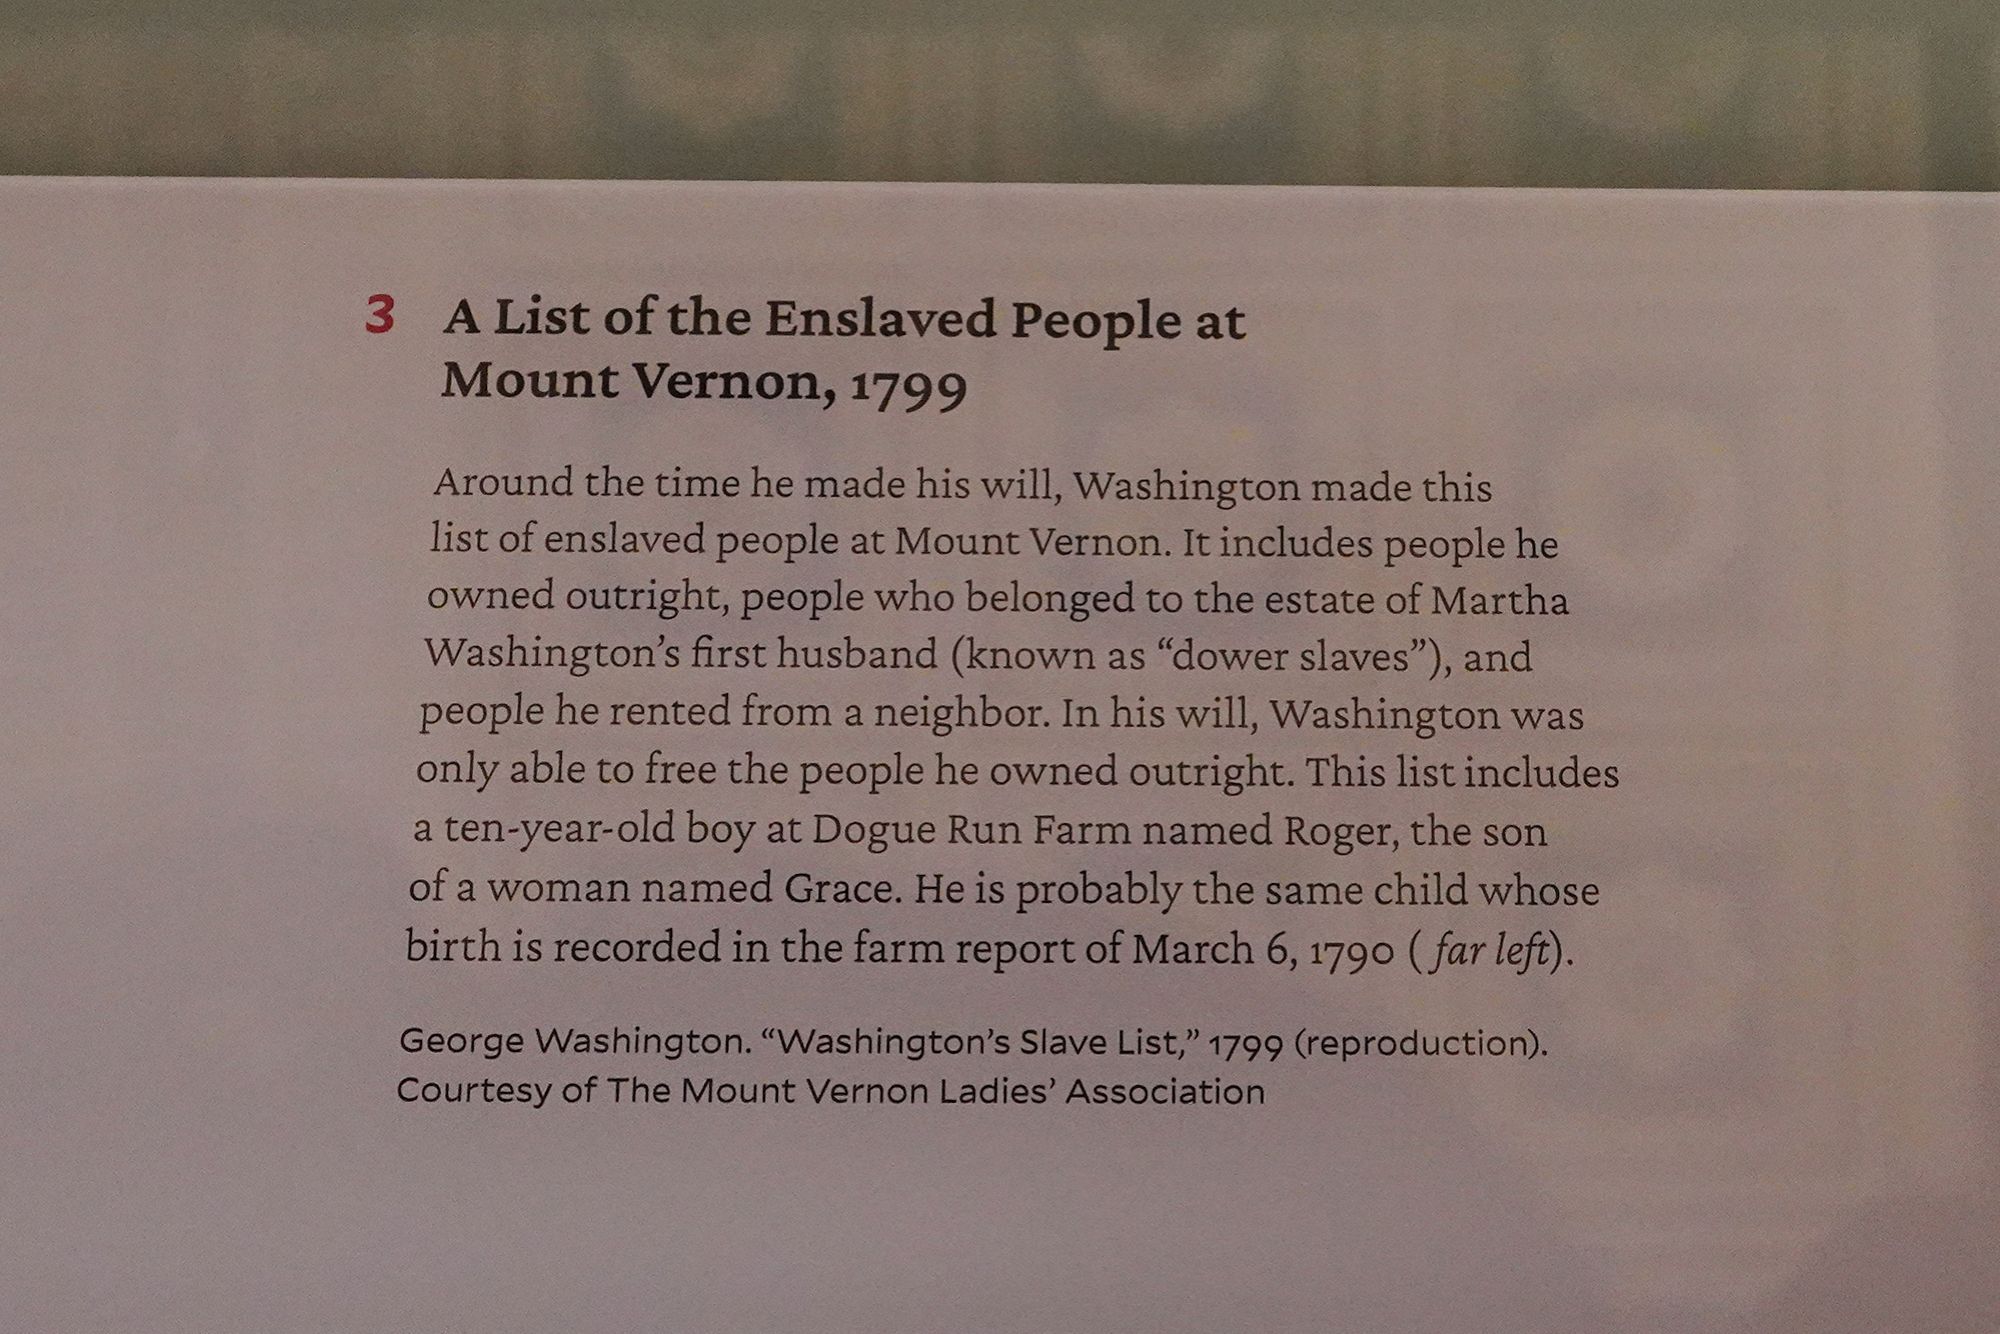 3 A List of the Enslaved People at
Mount Vernon, 1799
Around the time he made his will, Washington made this
list of enslaved people at Mount Vernon. It includes people he
owned outright, people who belonged to the estate of Martha
Washington’s first husband (known as “dower slaves”), and
people he rented from a neighbor. In his will, Washington was
only able to free the people he owned outright. This list includes
a ten-year-old boy at Dogue Run Farm named Roger, the son
of a woman named Grace. He is probably the same child whose
birth is recorded in the farm report of March 6, 1790 (far left).
George Washington. “Washington’s Slave List,” 1799 (reproduction).
Courtesy of The Mount Vernon Ladies’ Association